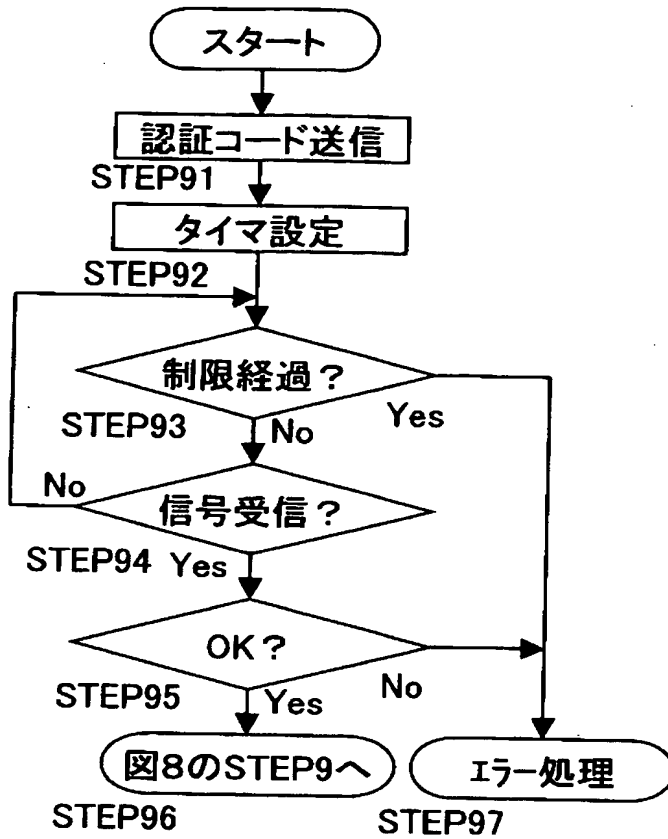 スタート
認証コード送信
STEP91
タイマ設定
STEP92
制限経過？
STEP93
No
Yes
No
信号受信？
STEP94
Yes
OK？
STEP95
Yes
No
図8のSTEP9へ
エラー処理
STEP96
STEP97